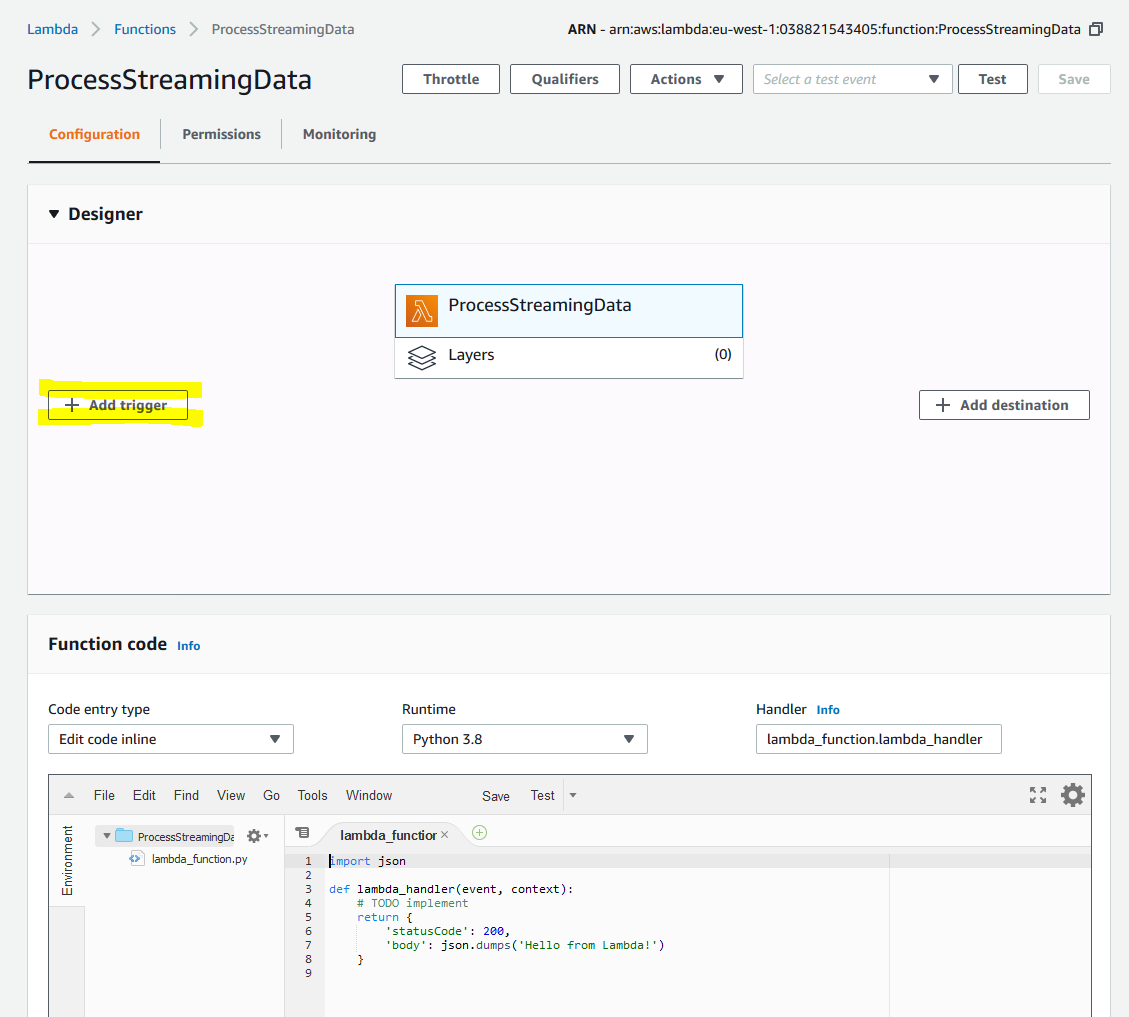 Lambda > Functions > ProcessStreamingData
ARN - arn:aws:lambda:eu-west-1:038821543405:function:ProcessStreamingData
ProcessStreamingData
Throttle
Qualifiers
Actions
Select a test event
Test
Save
Configuration
Permissions
Monitoring
Designer
ProcessStreamingData
Layers (0)
+ Add trigger
+ Add destination
Function code Info
Code entry type
Runtime
Handler Info
Edit code inline
Python 3.8
lambda_function.lambda_handler
File Edit Find View Go Tools Window Save Test
Environment
ProcessStreamingDa
lambda_function.py
lambda_function ×
1 import json
2
3 def lambda_handler(event, context):
4 # TODO implement
5 return {
6 'statusCode': 200,
7 'body': json.dumps('Hello from Lambda!')
8 }
9